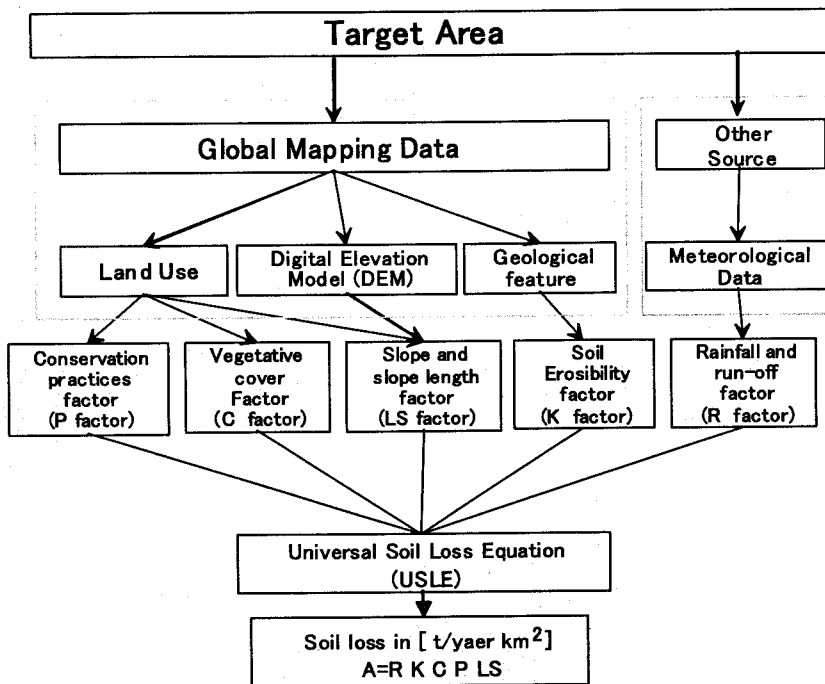 Target Area
Global Mapping Data
Other
Source
Land Use
Digital Elevation
Model (DEM)
Geological
feature
Meteorological
Data
Conservation
practices
factor
(P factor)
Vegetative
cover
Factor
(C factor)
Slope and
slope length
factor
(LS factor)
Soil
Erosibility
factor
(K factor)
Rainfall and
run-off
factor
(R factor)
Universal Soil Loss Equation
(USLE)
Soil loss in [ t/yaer km²]
A=R K C P LS